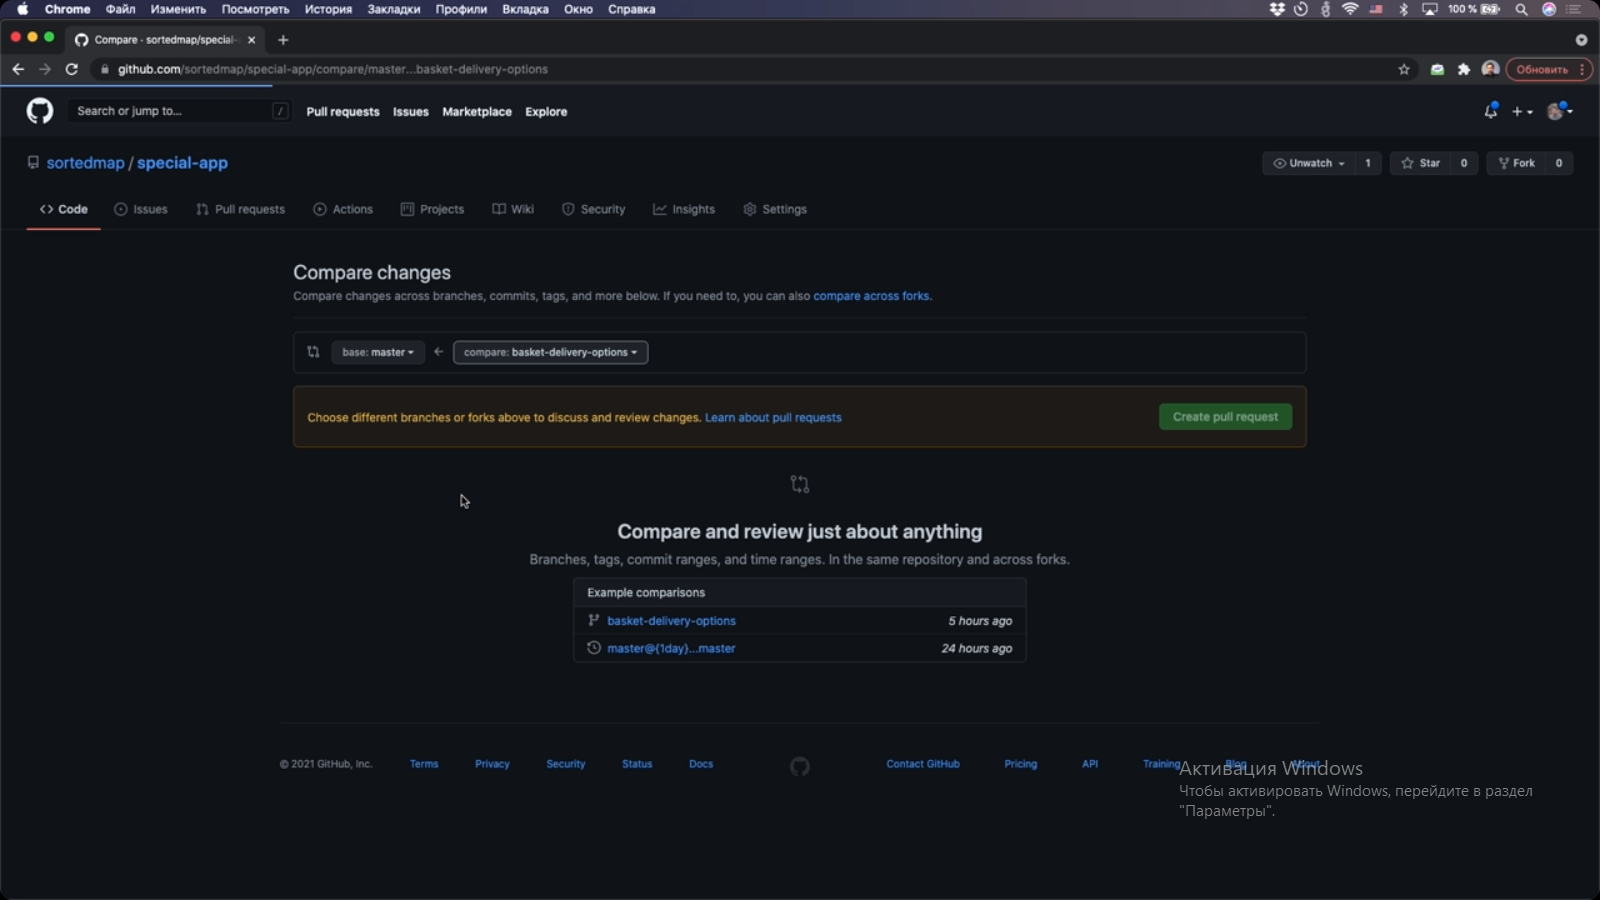 Chrome Файл Изменить Посмотреть История Закладки Профили Вкладка Окно Справка 100 %
Compare · sortedmap/special-
github.com/sortedmap/special-app/compare/master...basket-delivery-options Обновить
Search or jump to... / Pull requests Issues Marketplace Explore
sortedmap / special-app Unwatch 1 Star 0 Fork 0
Code Issues Pull requests Actions Projects Wiki Security Insights Settings
Compare changes
Compare changes across branches, commits, tags, and more below. If you need to, you can also compare across forks.
base: master compare: basket-delivery-options
Choose different branches or forks above to discuss and review changes. Learn about pull requests Create pull request
Compare and review just about anything
Branches, tags, commit ranges, and time ranges. In the same repository and across forks.
Example comparisons
basket-delivery-options 5 hours ago
master@{1day}...master 24 hours ago
© 2021 GitHub, Inc. Terms Privacy Security Status Docs Contact GitHub Pricing API Training Blog About
Активация Windows
Чтобы активировать Windows, перейдите в раздел
"Параметры".